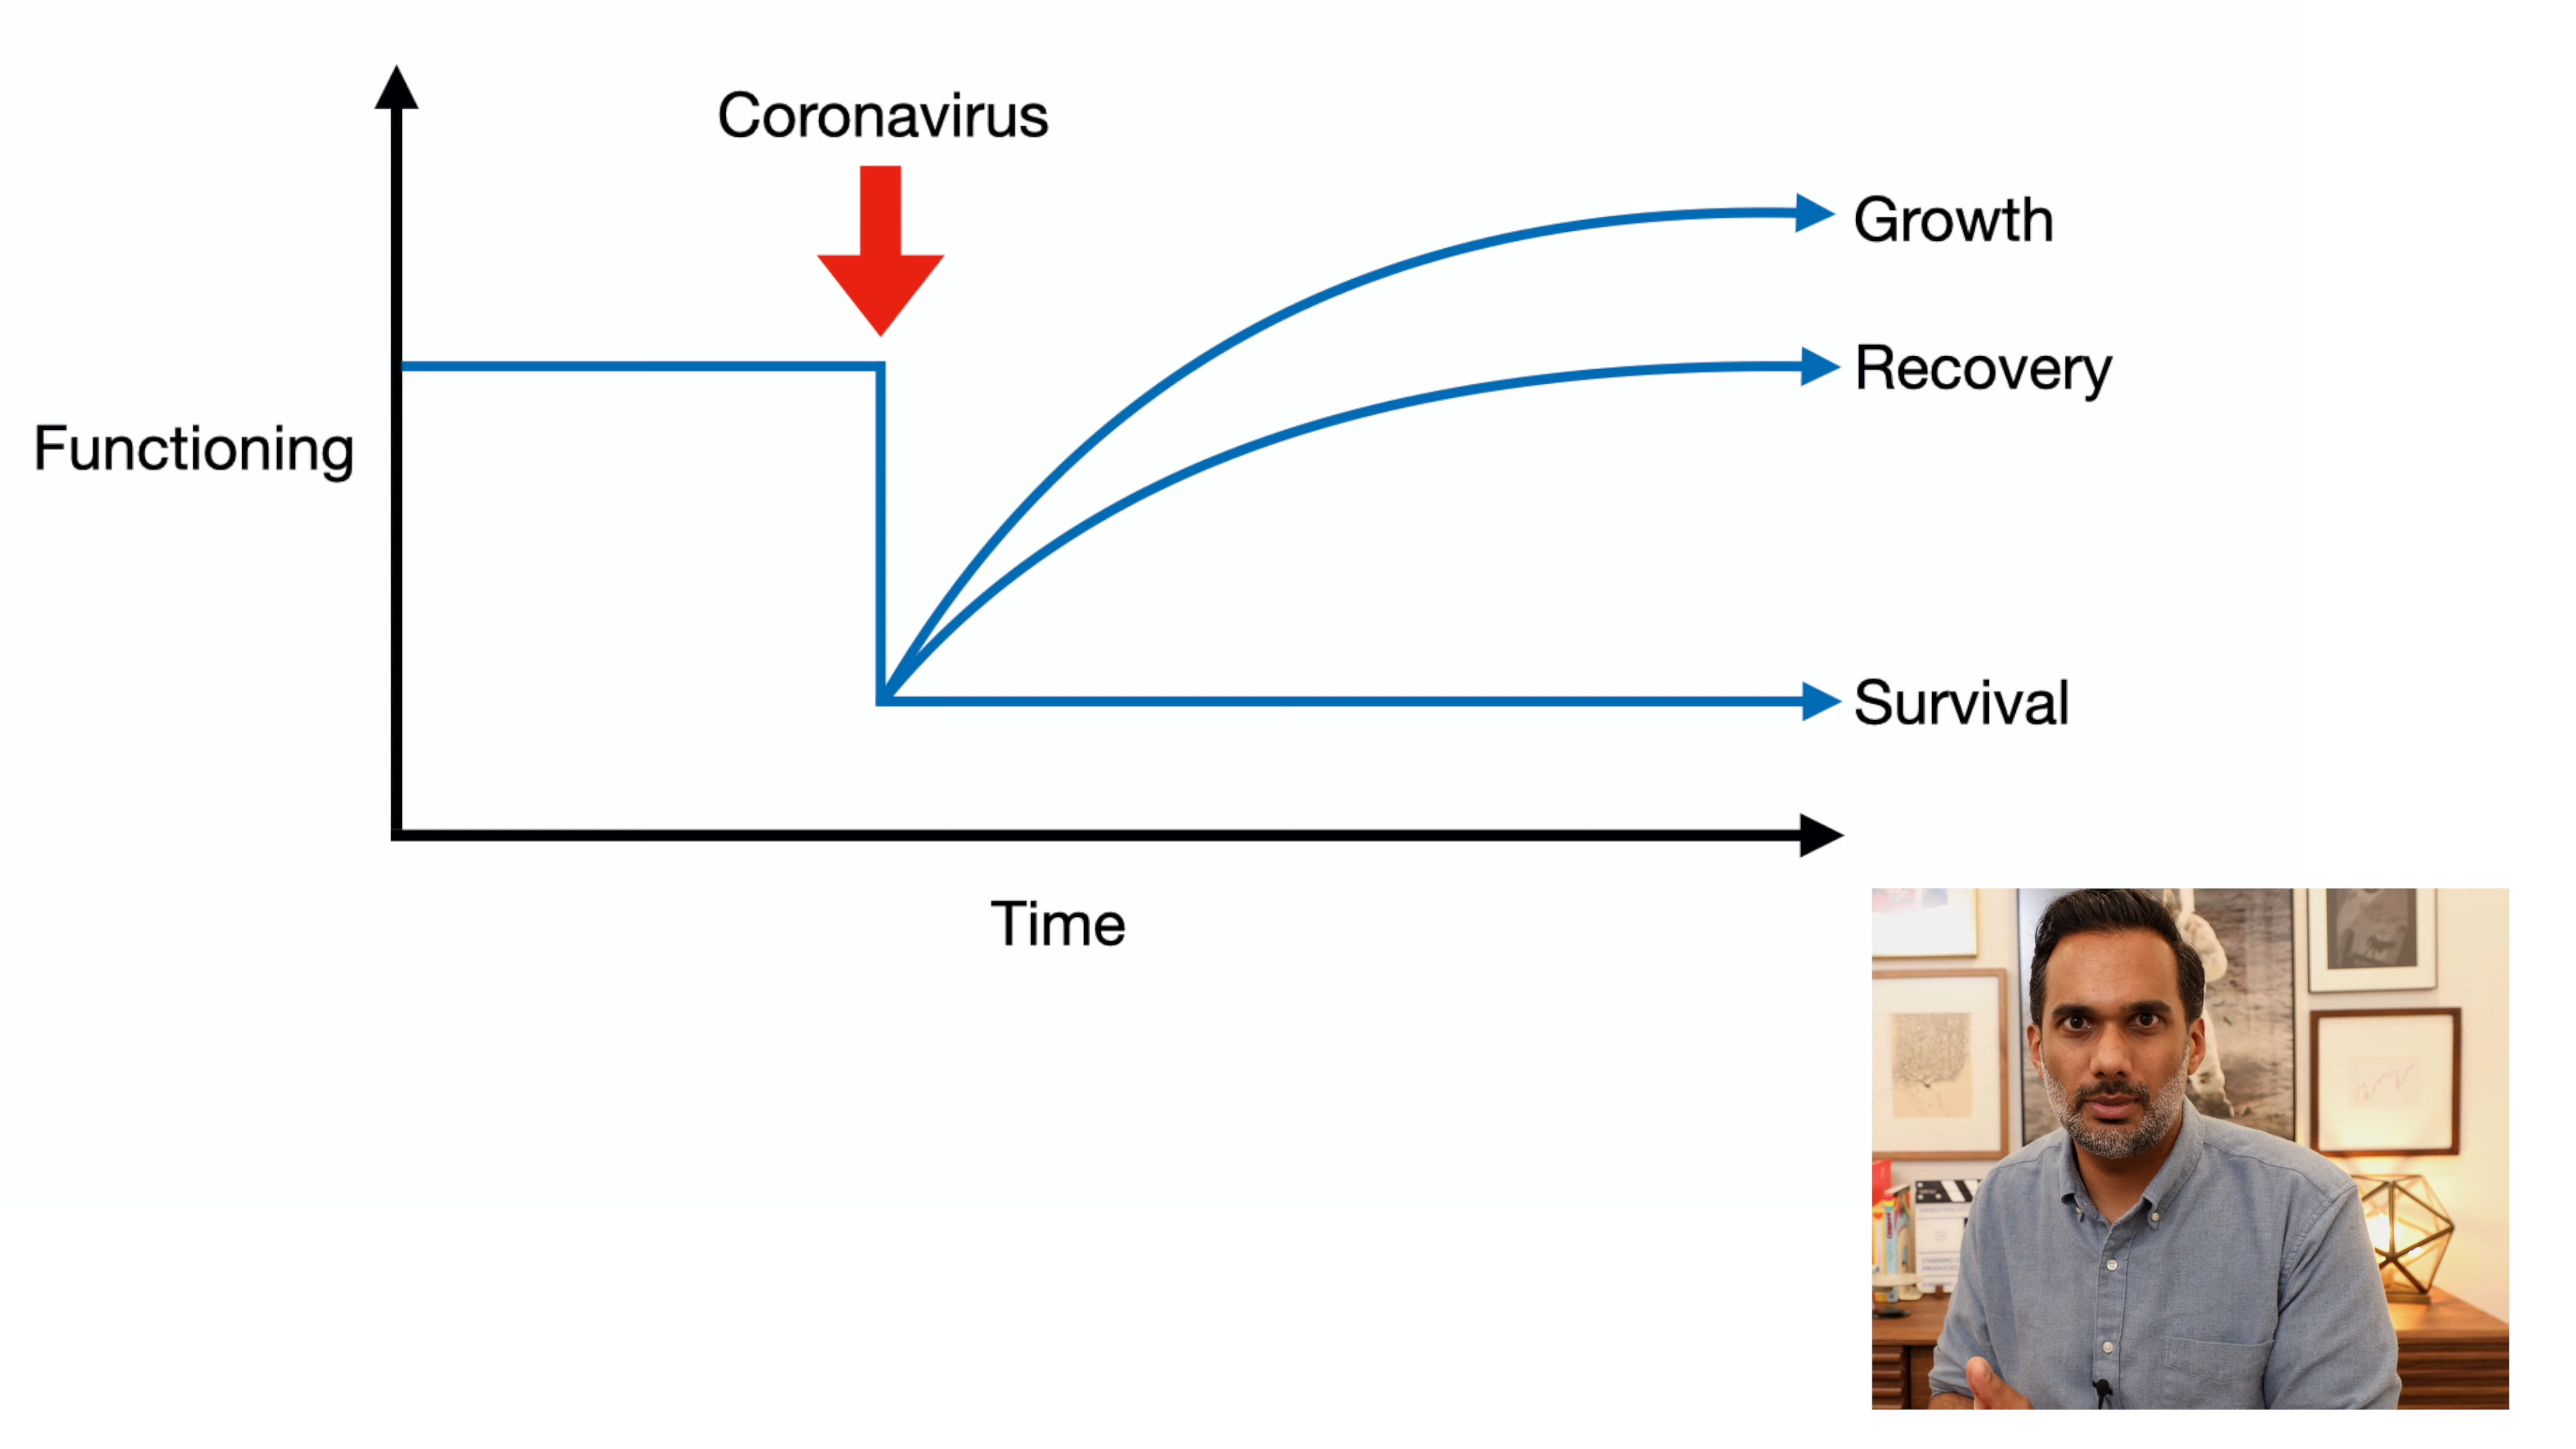 Coronavirus
Growth
Recovery
Functioning
Survival
Time